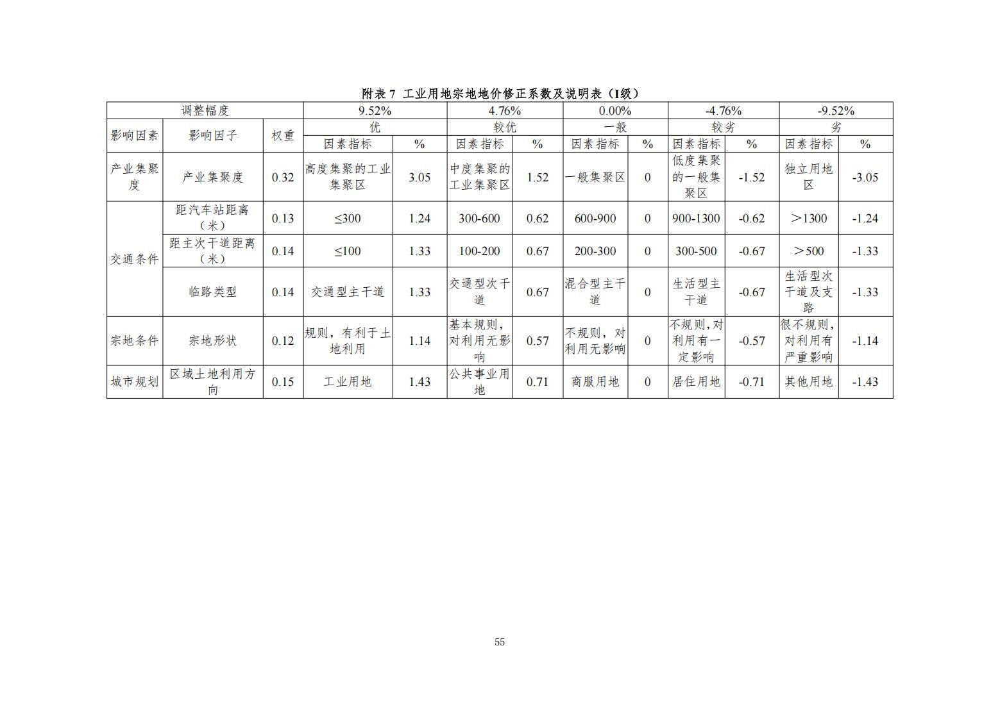 附表 7 工业用地宗地地价修正系数及说明表（I级）
调整幅度 9.52% 4.76% 0.00% -4.76% -9.52%
影响因素 影响因子 权重 优 较优 一般 较劣 劣
因素指标 % 因素指标 % 因素指标 % 因素指标 % 因素指标 %
产业集聚度 产业集聚度 0.32 高度集聚的工业集聚区 3.05 中度集聚的工业集聚区 1.52 一般集聚区 0 低度集聚的一般集聚区 -1.52 独立用地区 -3.05
交通条件 距汽车站距离（米） 0.13 ≤300 1.24 300-600 0.62 600-900 0 900-1300 -0.62 ＞1300 -1.24
距主次干道距离（米） 0.14 ≤100 1.33 100-200 0.67 200-300 0 300-500 -0.67 ＞500 -1.33
临路类型 0.14 交通型主干道 1.33 交通型次干道 0.67 混合型主干道 0 生活型主干道 -0.67 生活型次干道及支路 -1.33
宗地条件 宗地形状 0.12 规则，有利于土地利用 1.14 基本规则，对利用无影响 0.57 不规则，对利用无影响 0 不规则，对利用有一定影响 -0.57 很不规则，对利用有严重影响 -1.14
城市规划 区域土地利用方向 0.15 工业用地 1.43 公共事业用地 0.71 商服用地 0 居住用地 -0.71 其他用地 -1.43
55